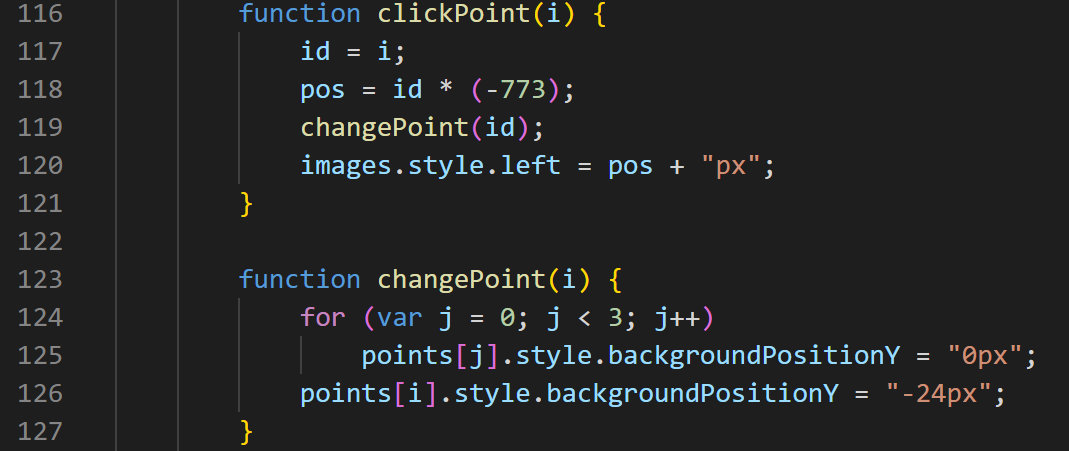 116 function clickPoint(i) {
117 id = i;
118 pos = id * (-773);
119 changePoint(id);
120 images.style.left = pos + "px";
121 }
122
123 function changePoint(i) {
124 for (var j = 0; j < 3; j++)
125 points[j].style.backgroundPositionY = "0px";
126 points[i].style.backgroundPositionY = "-24px";
127 }